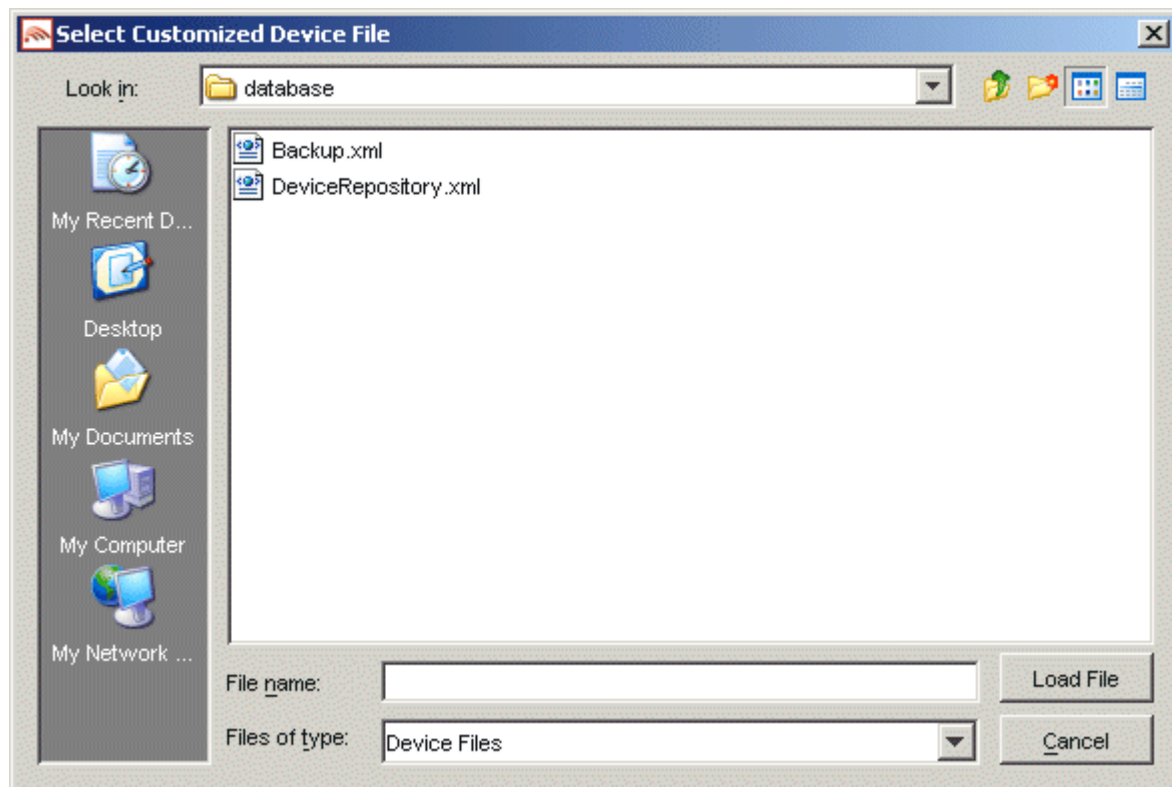 Select Customized Device File
Look in: database
Backup.xml
DeviceRepository.xml
My Recent D...
Desktop
My Documents
My Computer
My Network ...
File name:
Load File
Files of type: Device Files
Cancel